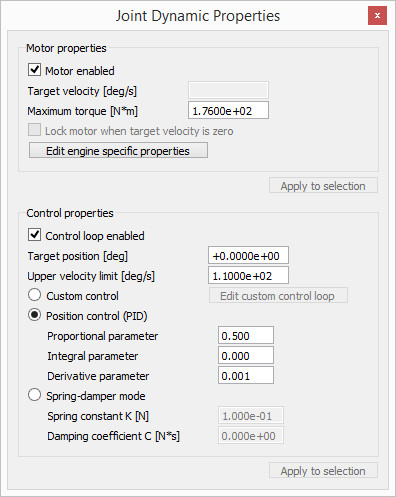 Joint Dynamic Properties x
Motor properties
Motor enabled
Target velocity [deg/s]
Maximum torque [N*m] 1.7600e+02
Lock motor when target velocity is zero
Edit engine specific properties
Apply to selection
Control properties
Control loop enabled
Target position [deg] +0.0000e+00
Upper velocity limit [deg/s] 1.1000e+02
Custom control Edit custom control loop
Position control (PID)
Proportional parameter 0.500
Integral parameter 0.000
Derivative parameter 0.001
Spring-damper mode
Spring constant K [N] 1.000e-01
Damping coefficient C [N*s] 0.000e+00
Apply to selection